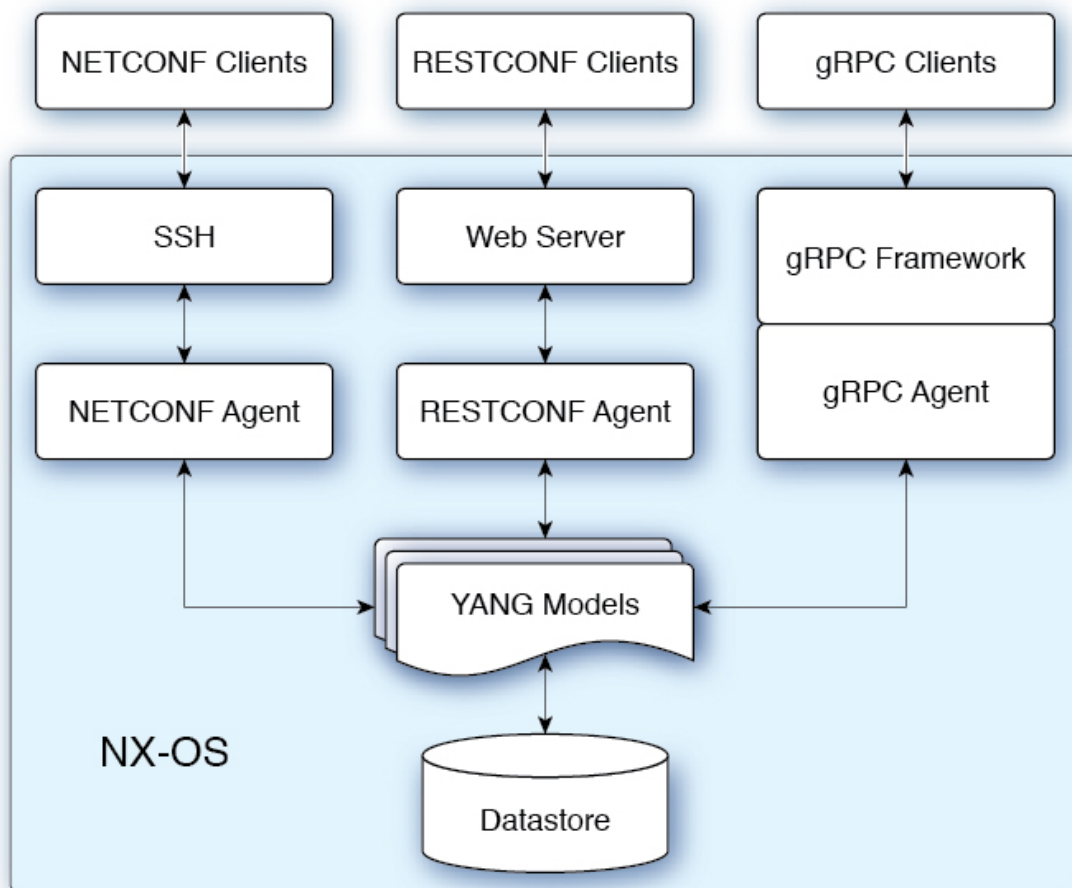 NETCONF Clients
RESTCONF Clients
gRPC Clients
SSH
Web Server
gRPC Framework
NETCONF Agent
RESTCONF Agent
gRPC Agent
YANG Models
NX-OS
Datastore